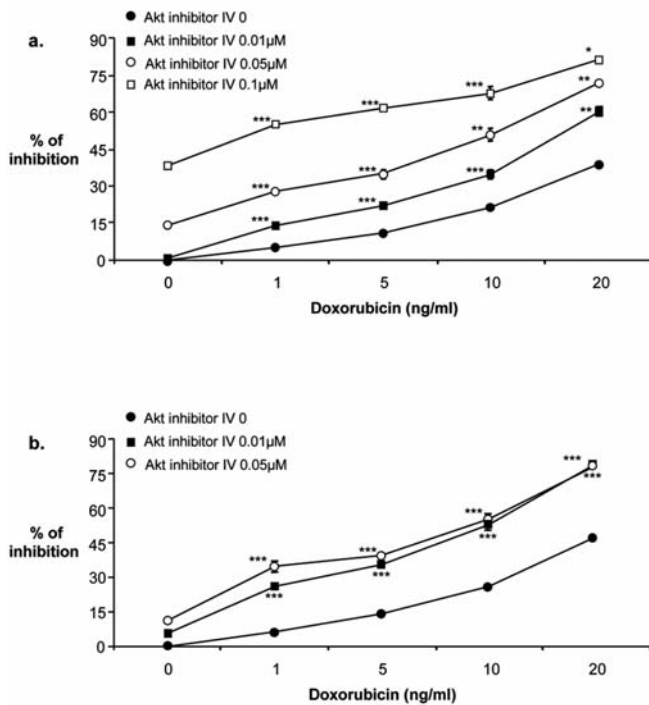 a.
Akt inhibitor IV 0
Akt inhibitor IV 0.01µM
Akt inhibitor IV 0.05µM
Akt inhibitor IV 0.1µM
90
75
60
45
30
15
0
% of
inhibition
*
**
**
***
**
***
***
***
***
***
***
***
0 1 5 10 20
Doxorubicin (ng/ml)
b.
Akt inhibitor IV 0
Akt inhibitor IV 0.01µM
Akt inhibitor IV 0.05µM
90
75
60
45
30
15
0
% of
inhibition
***
***
***
***
***
***
***
***
0 1 5 10 20
Doxorubicin (ng/ml)